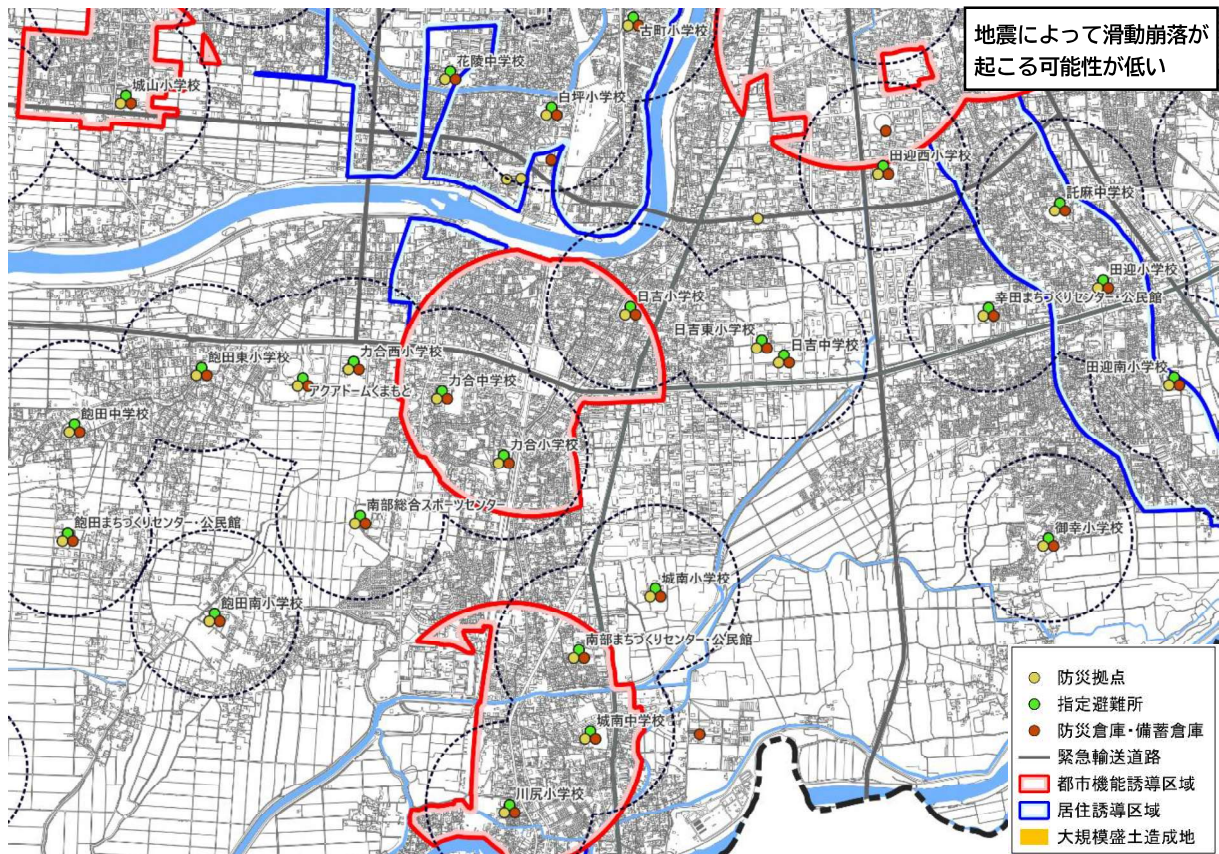 地震によって滑動崩落が
起こる可能性が低い
古町小学校
花陵中学校
城山小学校
白坪小学校
田迎西小学校
託麻中学校
田迎小学校
幸田まちづくりセンター・公民館
日吉小学校
日吉東小学校
日吉中学校
飽田東小学校
力合西小学校
アクアドームくまもと
力合中学校
田迎南小学校
飽田中学校
力合小学校
南部総合スポーツセンタ
飽田まちづくりセンター・公民館
御幸小学校
城南小学校
飽田南小学校
南部まちづくりセンター・公民館
城南中学校
川尻小学校
防災拠点
指定避難所
防災倉庫・備蓄倉庫
緊急輸送道路
都市機能誘導区域
居住誘導区域
大規模盛土造成地